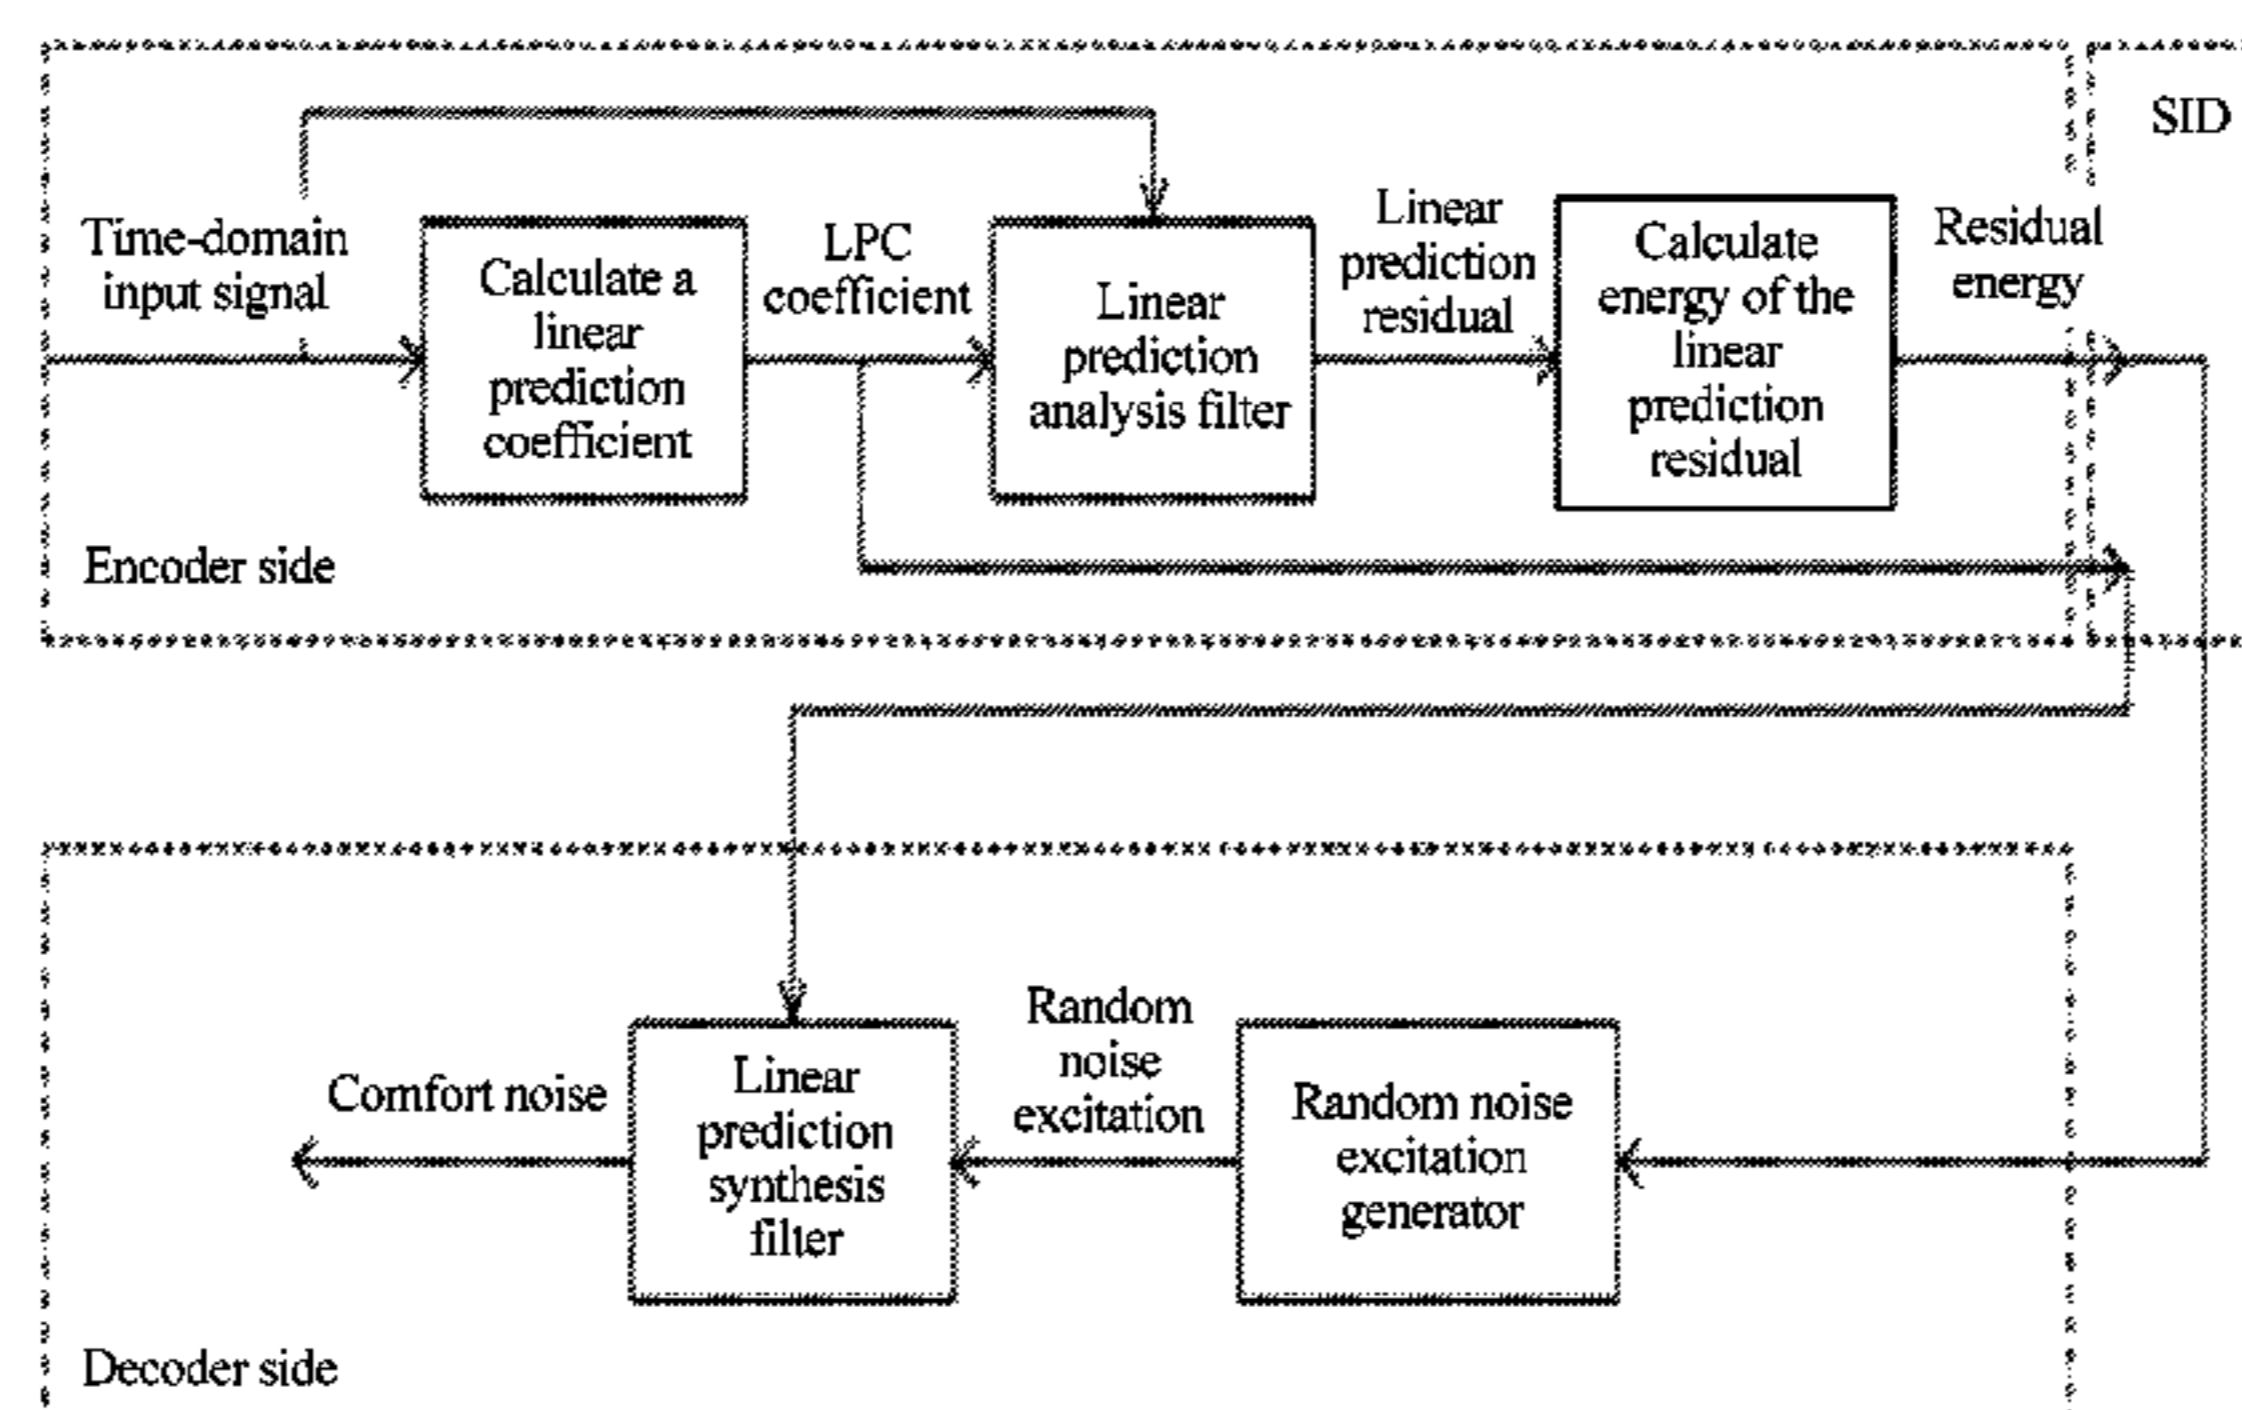 SID
Time-domain
input signal
Calculate a
linear
prediction
coefficient
LPC
coefficient
Linear
prediction
analysis filter
Linear
prediction
residual
Calculate
energy of the
linear
prediction
residual
Residual
energy
Encoder side
Comfort noise
Linear
prediction
synthesis
filter
Random
noise
excitation
Random noise
excitation
generator
Decoder side